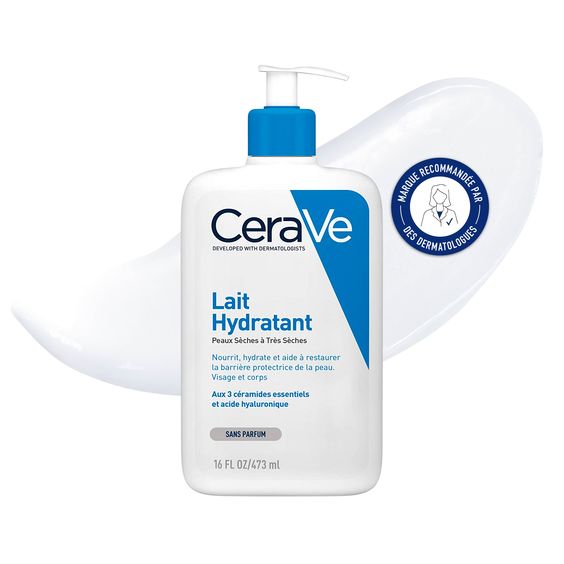 CeraVe
DEVELOPED WITH DERMATOLOGISTS
Lait
Hydratant
Peaux Sèches à Très Sèches
Nourrit, hydrate et aide à restaurer
la barrière protectrice de la peau.
Visage et corps
Aux 3 céramides essentiels
et acide hyaluronique
SANS PARFUM
16 FL OZ/473 ml
MARQUE RECOMMANDÉE PAR
DES DERMATOLOGUES